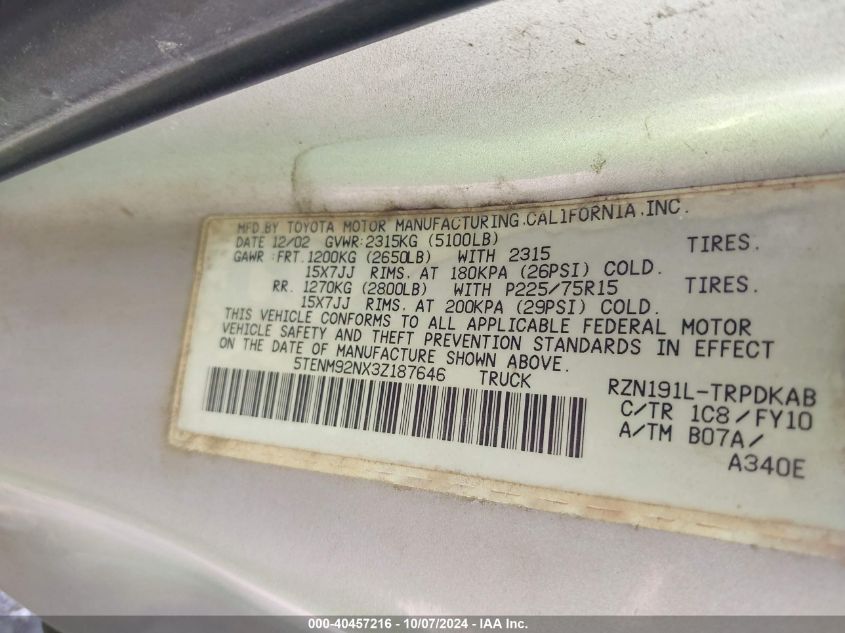 MFD.BY TOYOTA MOTOR MANUFACTURING.CALIFORNIA.INC.
DATE 12/02 GVWR:2315KG (5100LB)
GAWR :FRT.1200KG (2650LB) WITH 2315 TIRES.
15X7JJ RIMS. AT 180KPA (26PSI) COLD.
RR. 1270KG (2800LB) WITH P225/75R15 TIRES.
15X7JJ RIMS. AT 200KPA (29PSI) COLD.
THIS VEHICLE CONFORMS TO ALL APPLICABLE FEDERAL MOTOR
VEHICLE SAFETY AND THEFT PREVENTION STANDARDS IN EFFECT
ON THE DATE OF MANUFACTURE SHOWN ABOVE.
5TENM92NX3Z187646 TRUCK
RZN191L-TRPDKAB
C/TR 1C8/FY10
A/TM B07A/
A340E
000-40457216 - 10/07/2024 - IAA Inc.